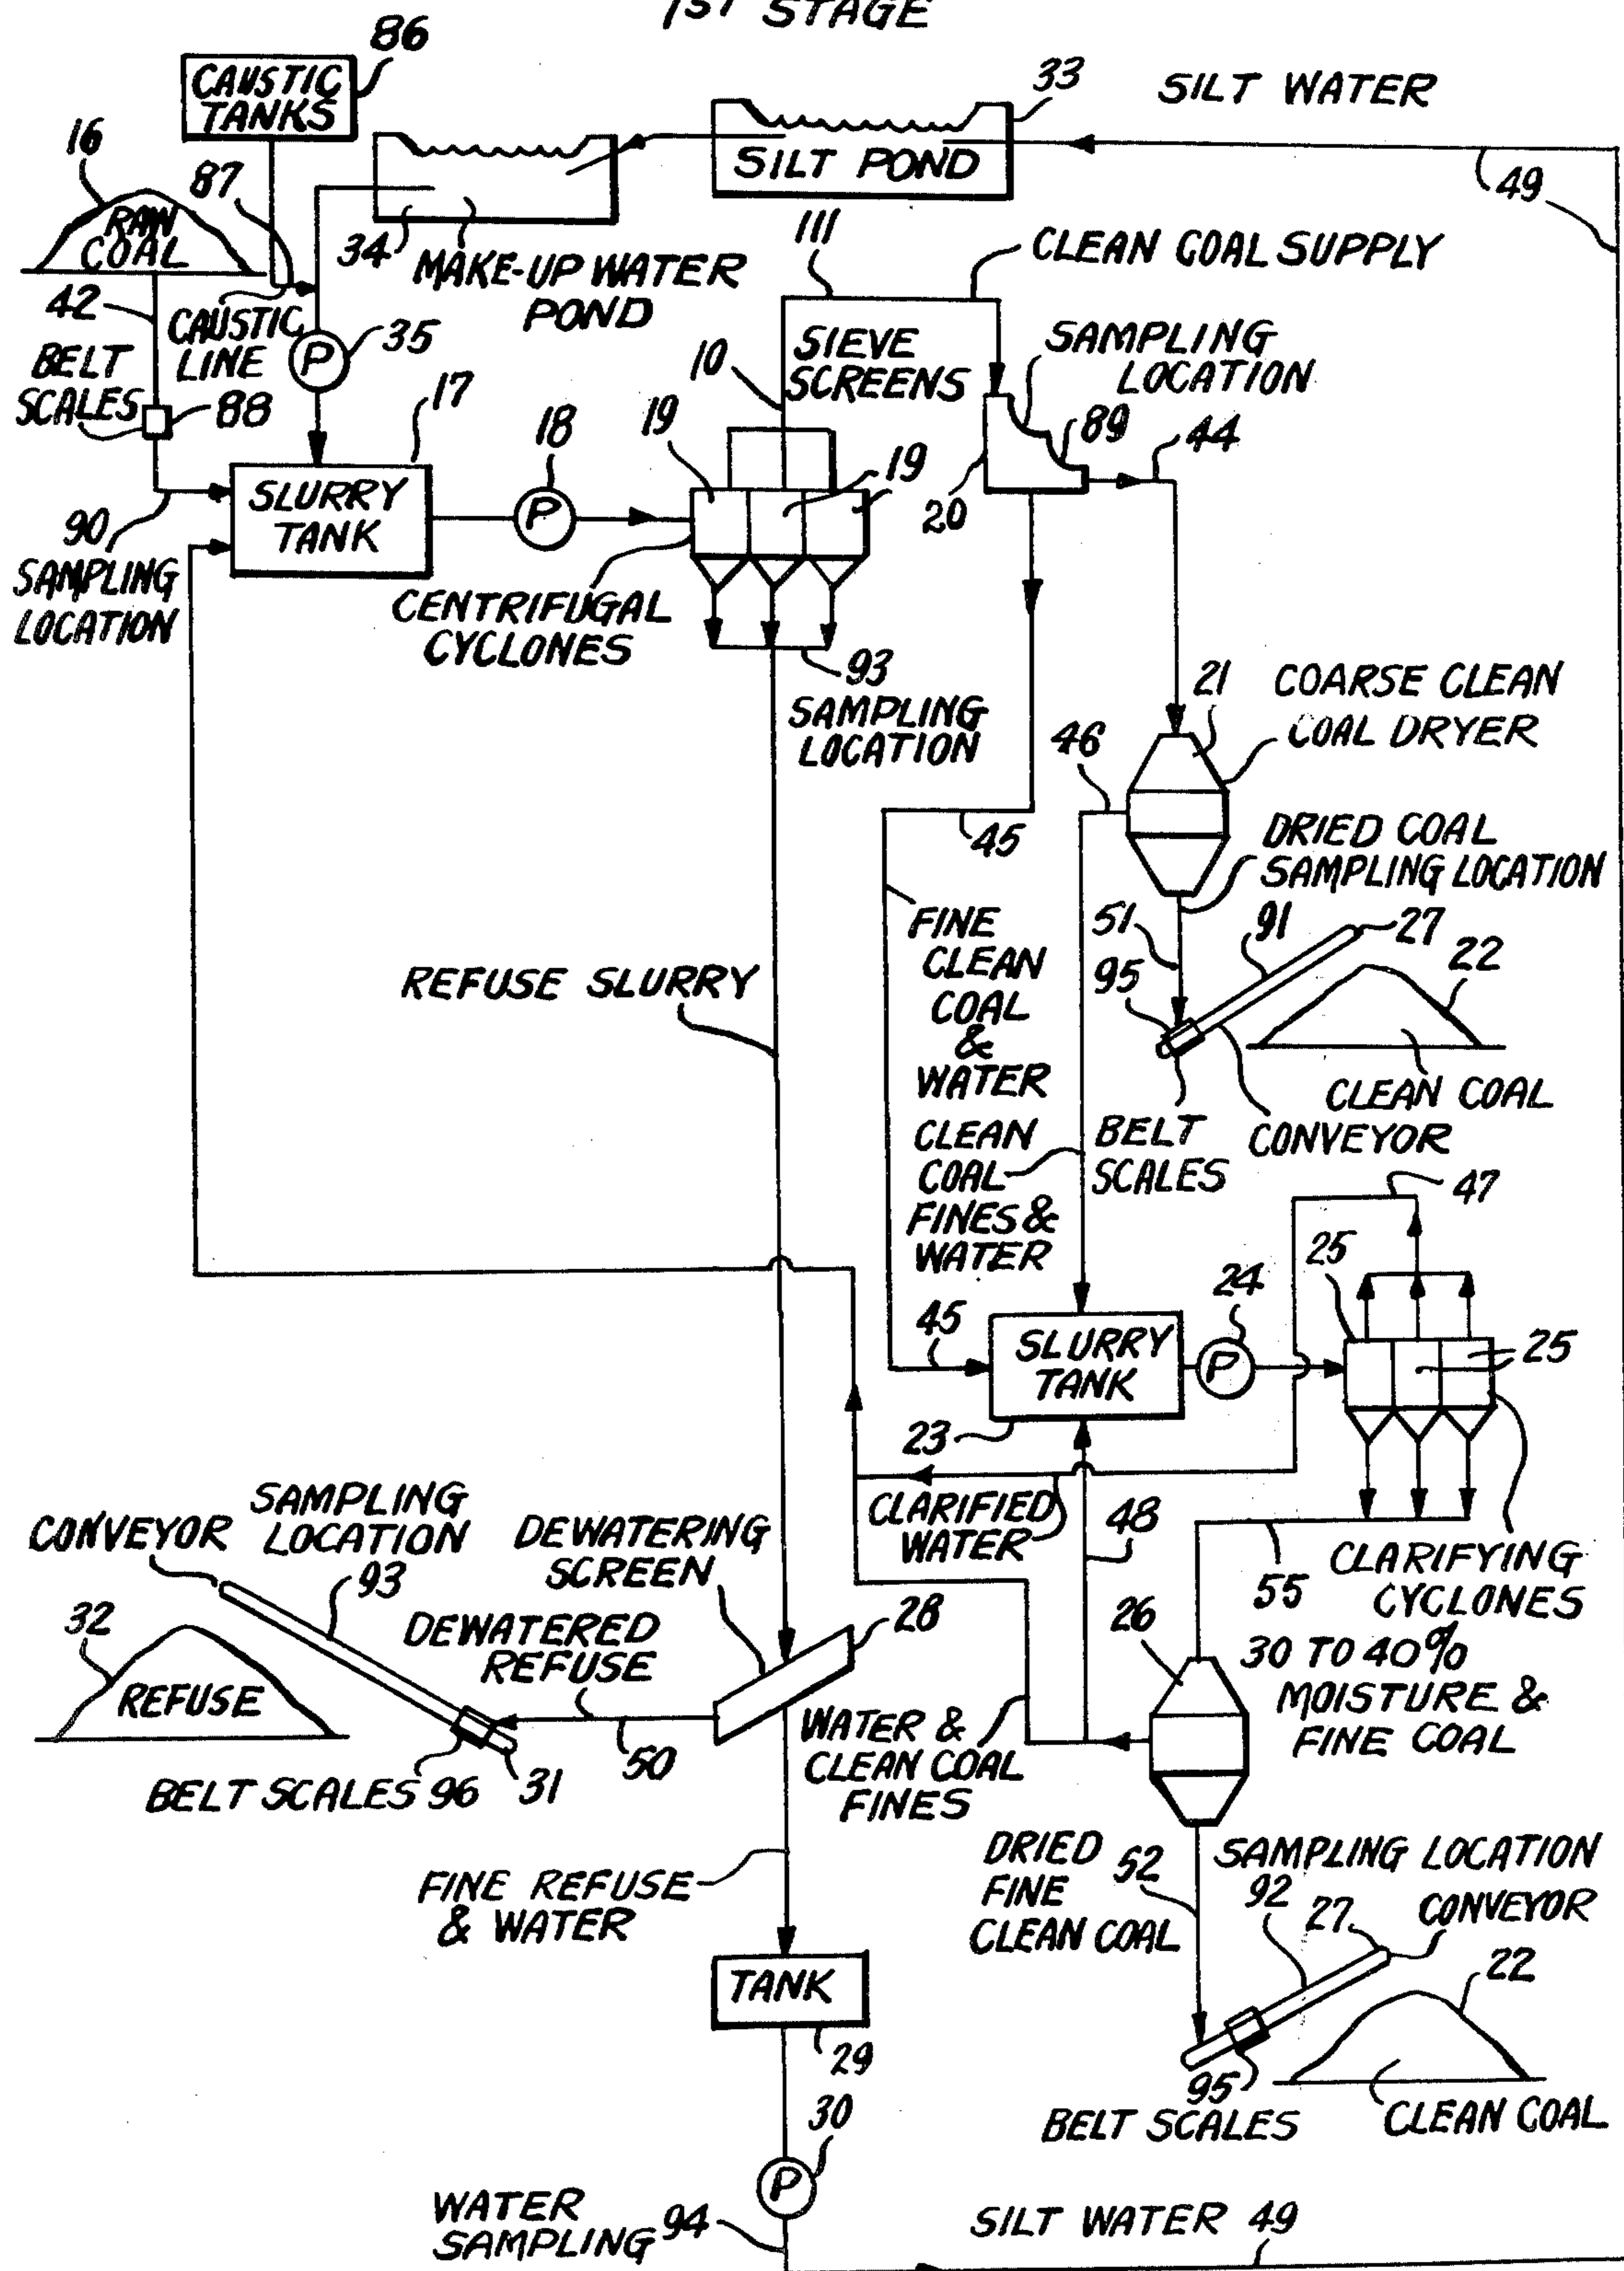 1ST STAGE
86
CAUSTIC
TANKS
33
SILT WATER
16
87
SILT POND
49
RAW
COAL
34
MAKE-UP WATER
POND
111
CLEAN COAL SUPPLY
42
CAUSTIC
LINE
P
35
10
SIEVE
SCREENS
SAMPLING
LOCATION
BELT
SCALES
88
17
18
19
19
89
44
SLURRY
TANK
P
20
90
SAMPLING
LOCATION
CENTRIFUGAL
CYCLONES
93
SAMPLING
LOCATION
21
COARSE CLEAN
COAL DRYER
46
45
DRIED COAL
SAMPLING LOCATION
FINE
CLEAN
COAL
&
WATER
51
91
27
22
95
REFUSE SLURRY
CLEAN COAL
CONVEYOR
BELT
SCALES
CLEAN
COAL
FINES &
WATER
47
25
24
45
SLURRY
TANK
P
25
23
CLARIFIED
WATER
48
55
CLARIFYING
CYCLONES
CONVEYOR
SAMPLING
LOCATION
93
DEWATERING
SCREEN
28
26
30 TO 40%
MOISTURE &
FINE COAL
32
REFUSE
DEWATERED
REFUSE
50
WATER &
CLEAN COAL
FINES
BELT SCALES 96
31
DRIED
FINE
CLEAN COAL
52
SAMPLING LOCATION
92
27
CONVEYOR
22
FINE REFUSE
& WATER
TANK
29
95
BELT SCALES
CLEAN COAL
30
P
WATER
SAMPLING 94
SILT WATER 49
49